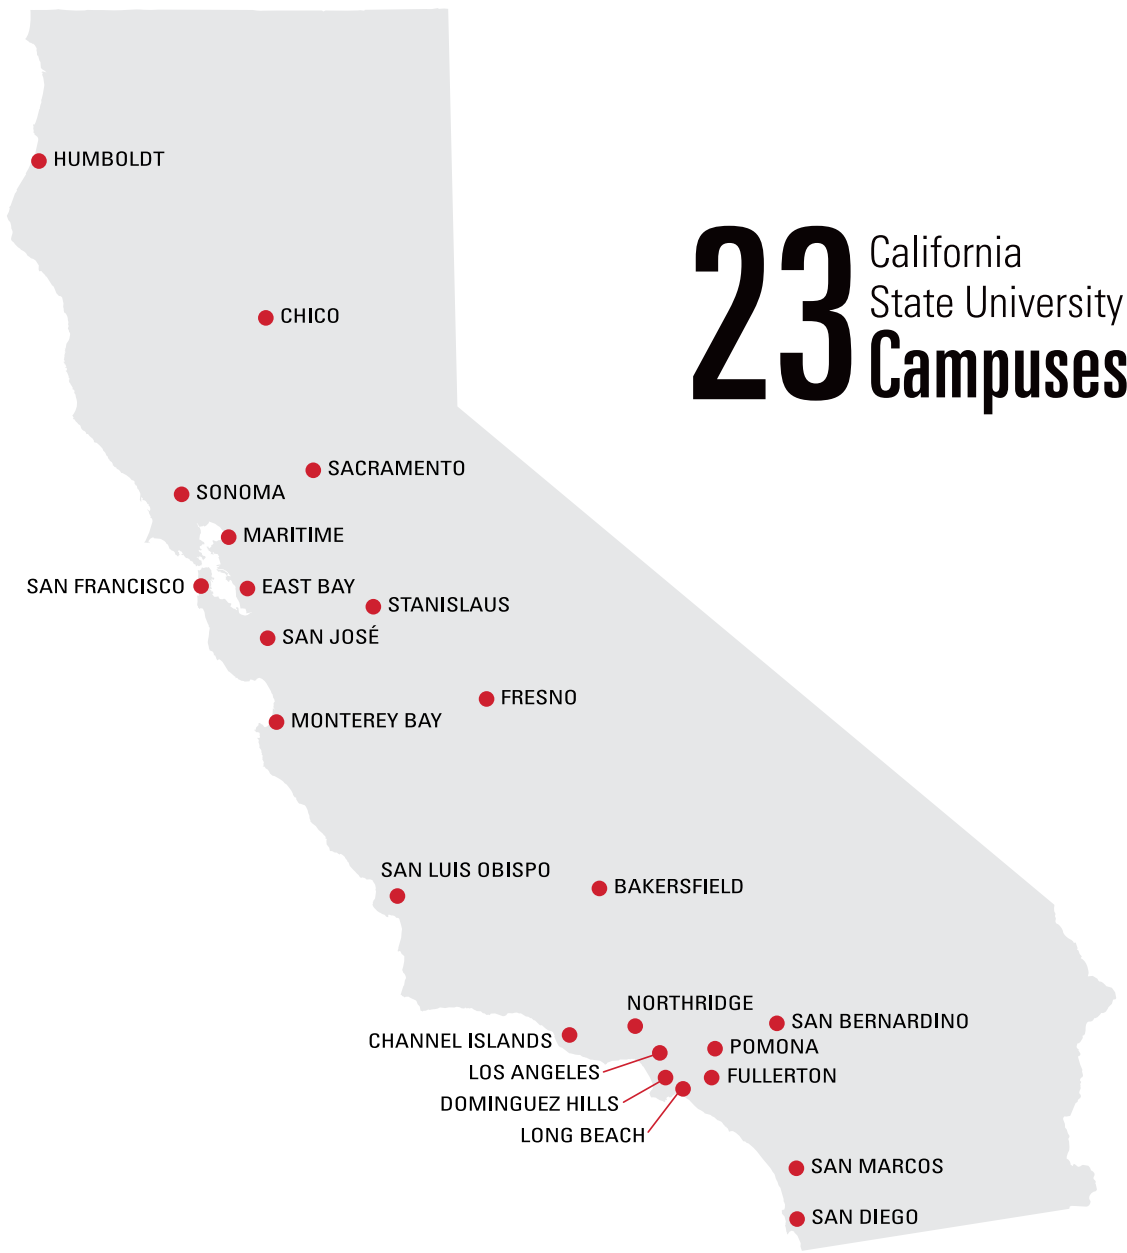 HUMBOLDT
23
California
State University
Campuses
CHICO
SACRAMENTO
SONOMA
MARITIME
SAN FRANCISCO
EAST BAY
STANISLAUS
SAN JOSÉ
FRESNO
MONTEREY BAY
SAN LUIS OBISPO
BAKERSFIELD
NORTHRIDGE
SAN BERNARDINO
CHANNEL ISLANDS
POMONA
LOS ANGELES
FULLERTON
DOMINGUEZ HILLS
LONG BEACH
SAN MARCOS
SAN DIEGO